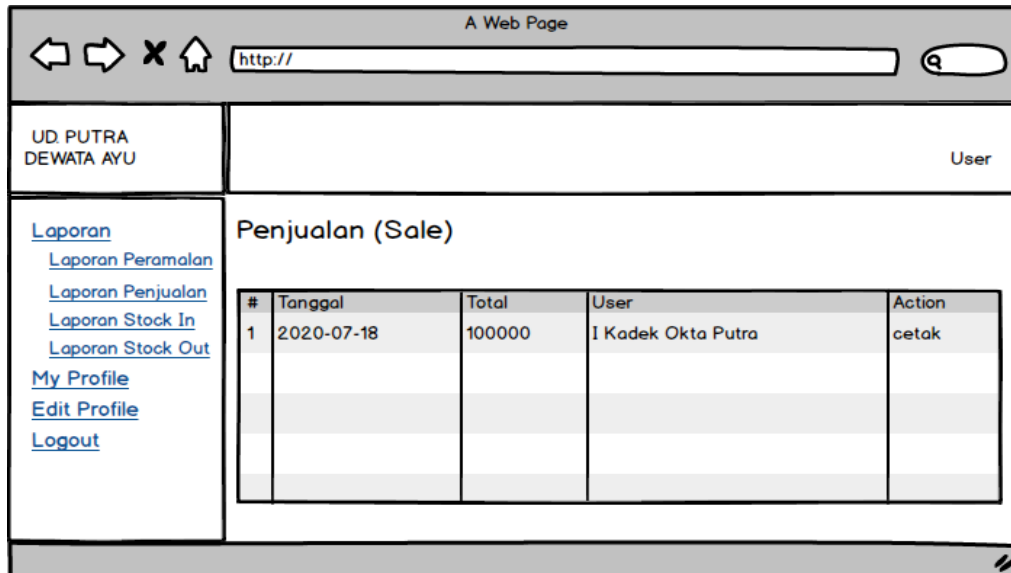 A Web Page
http://
UD. PUTRA
DEWATA AYU
User
Laporan
Laporan Peramalan
Laporan Penjualan
Laporan Stock In
Laporan Stock Out
My Profile
Edit Profile
Logout
Penjualan (Sale)
# Tanggal Total User Action
1 2020-07-18 100000 I Kadek Okta Putra cetak